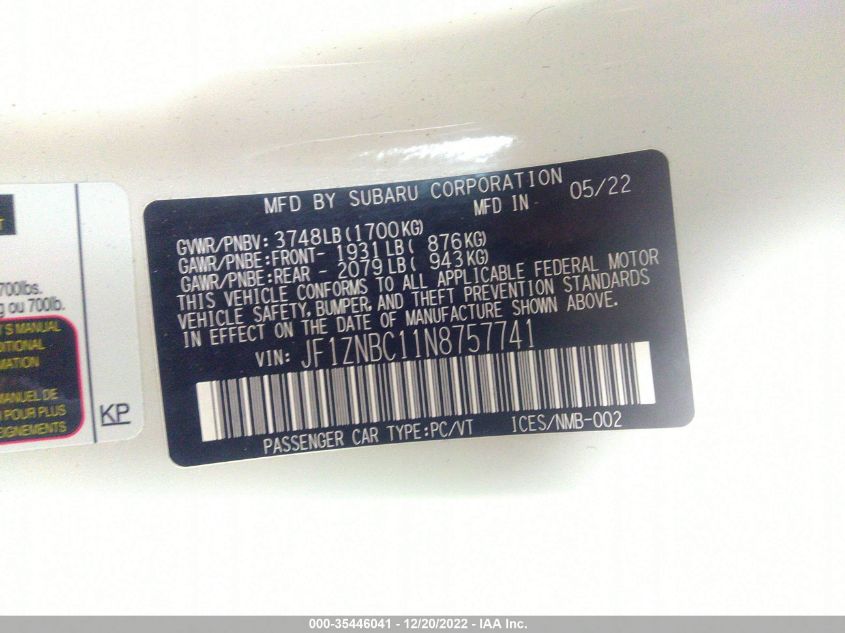 MFD BY SUBARU CORPORATION 05/22
MFD IN
GVWR/PNBV: 3748LB(1700KG)
GAWR/PNBE:FRONT- 1931LB( 876KG)
GAWR/PNBE:REAR - 2079LB( 943KG)
THIS VEHICLE CONFORMS TO ALL APPLICABLE FEDERAL MOTOR
VEHICLE SAFETY, BUMPER, AND THEFT PREVENTION STANDARDS
IN EFFECT ON THE DATE OF MANUFACTURE SHOWN ABOVE.
VIN: JF1ZNBC11N8757741
PASSENGER CAR TYPE:PC/VT ICES/NMB-002
700lbs.
ou 700lb.
'S MANUAL
MANUEL DE
POUR PLUS
KP
000-35446041 - 12/20/2022 - IAA Inc.